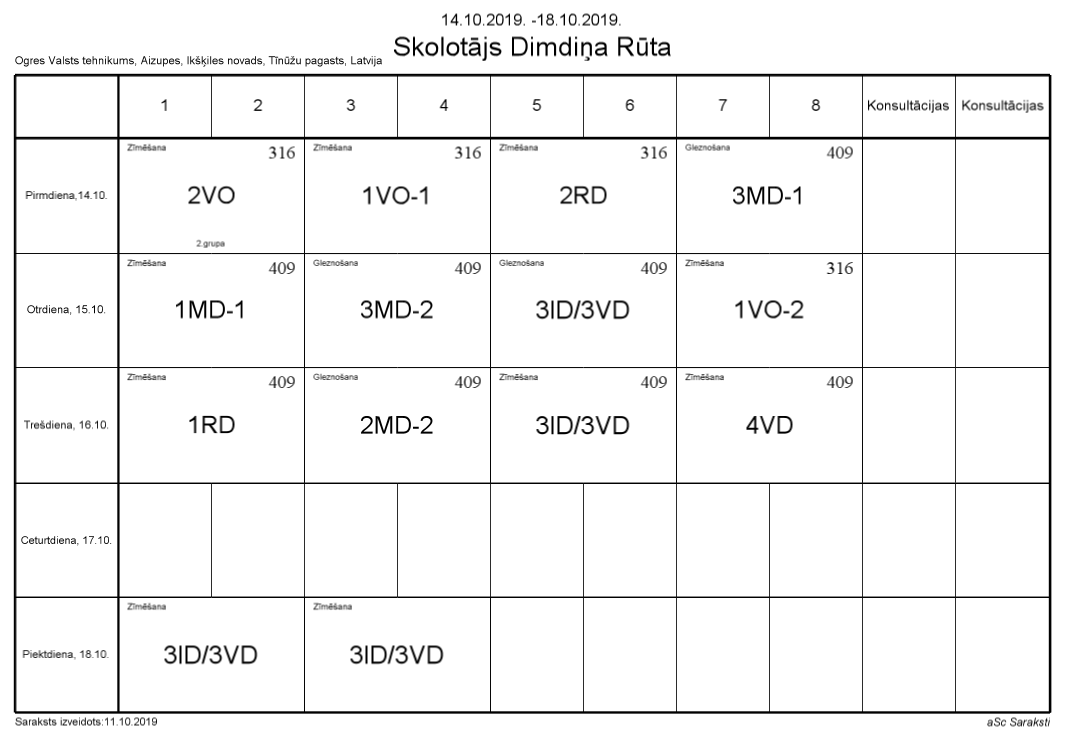 14.10.2019. -18.10.2019.
Skolotājs Dimdiņa Rūta
Ogres Valsts tehnikums, Aizupes, Ikšķiles novads, Tīnūžu pagasts, Latvija
1 2 3 4 5 6 7 8 Konsultācijas Konsultācijas
Zīmēšana 316 Zīmēšana 316 Zīmēšana 316 Gleznošana 409
Pirmdiena,14.10. 2VO 1VO-1 2RD 3MD-1
2.grupa
Zīmēšana 409 Gleznošana 409 Gleznošana 409 Zīmēšana 316
Otrdiena, 15.10. 1MD-1 3MD-2 3ID/3VD 1VO-2
Zīmēšana 409 Gleznošana 409 Zīmēšana 409 Zīmēšana 409
Trešdiena, 16.10. 1RD 2MD-2 3ID/3VD 4VD
Ceturtdiena, 17.10.
Zīmēšana Zīmēšana
Piektdiena, 18.10. 3ID/3VD 3ID/3VD
Saraksts izveidots:11.10.2019 aSc Saraksti